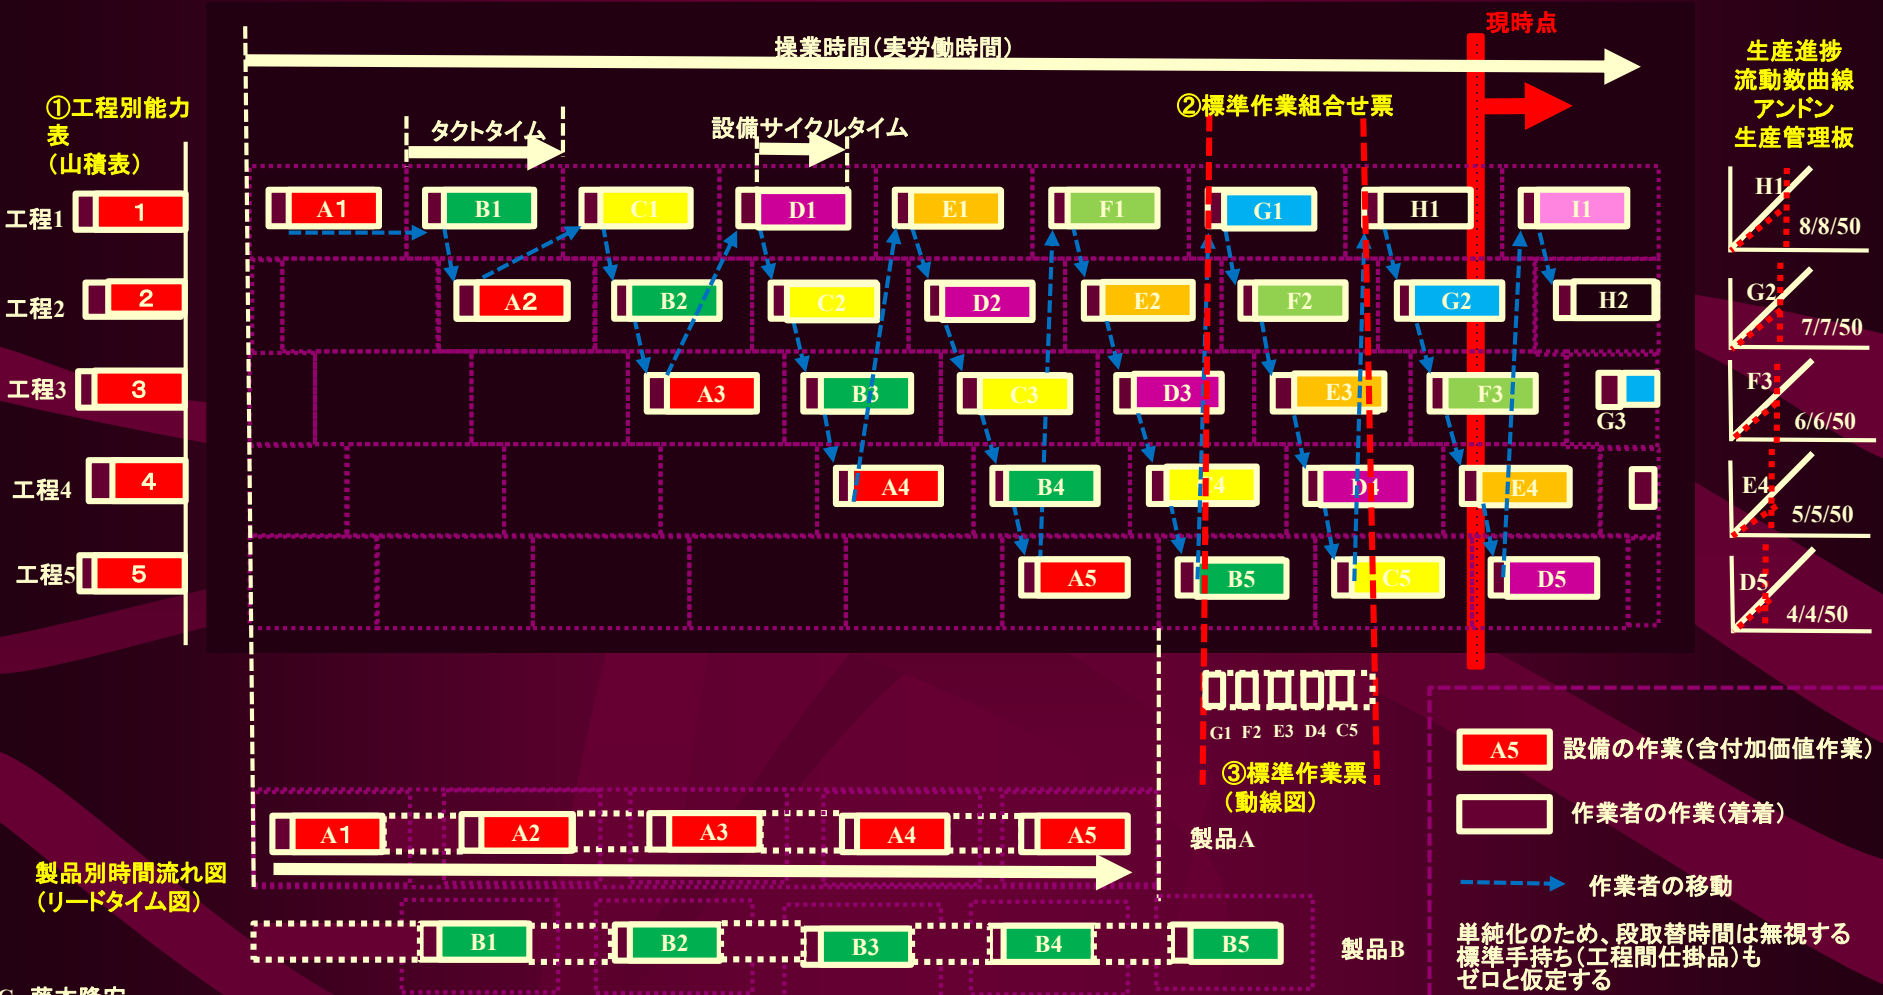 現時点
操業時間(実労働時間)
生産進捗
流動数曲線
アンドン
生産管理板
①工程別能力
表
(山積表)
②標準作業組合せ票
タクトタイム
設備サイクルタイム
工程1
1
A1
B1
C1
D1
E1
F1
G1
H1
I1
H1
8/8/50
工程2
2
A2
B2
C2
D2
E2
F2
G2
H2
G2
7/7/50
工程3
3
A3
B3
C3
D3
E3
F3
G3
F3
6/6/50
工程4
4
A4
B4
4
D4
E4
E4
5/5/50
工程5
5
A5
B5
C5
D5
D5
4/4/50
G1 F2 E3 D4 C5
③標準作業票
(動線図)
A5
設備の作業(含付加価値作業)
作業者の作業(着着)
作業者の移動
単純化のため、段取替時間は無視する
標準手持ち(工程間仕掛品)も
ゼロと仮定する
A1
A2
A3
A4
A5
製品A
製品別時間流れ図
(リードタイム図)
B1
B2
B3
B4
B5
製品B